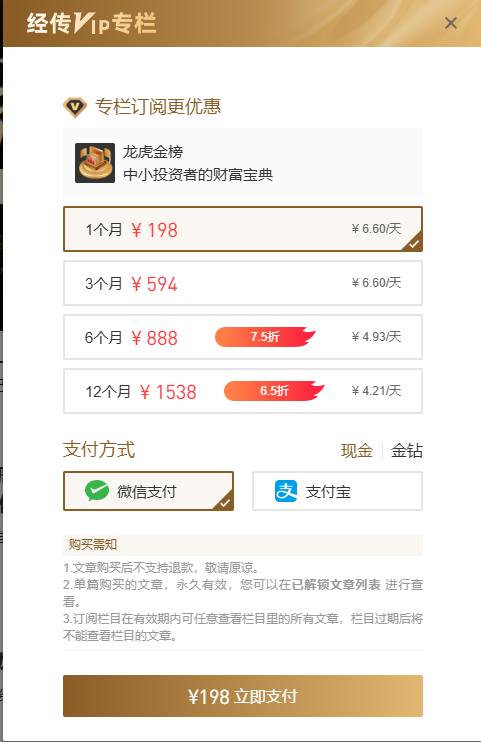 经传Vip专栏
专栏订阅更优惠
龙虎金榜
中小投资者的财富宝典
1个月 ¥ 198 ¥ 6.60/天
3个月 ¥ 594 ¥ 6.60/天
6个月 ¥ 888 7.5折 ¥ 4.93/天
12个月 ¥ 1538 6.5折 ¥ 4.21/天
支付方式 现金 金钻
微信支付 支付宝
购买需知
1.文章购买后不支持退款，敬请原谅。
2.单篇购买的文章，永久有效，您可以在已解锁文章列表 进行查
看。
3.订阅栏目在有效期内可任意查看栏目里的所有文章，栏目过期后将
不能查看栏目的文章。
¥198 立即支付